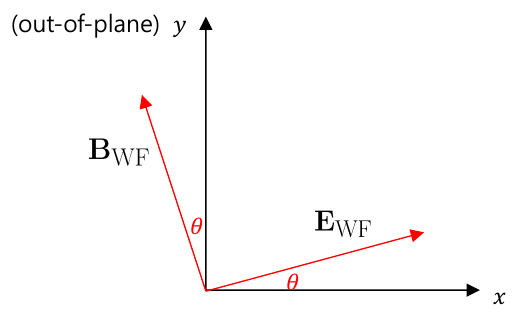 (out-of-plane) y
B_WF
θ
E_WF
θ
x